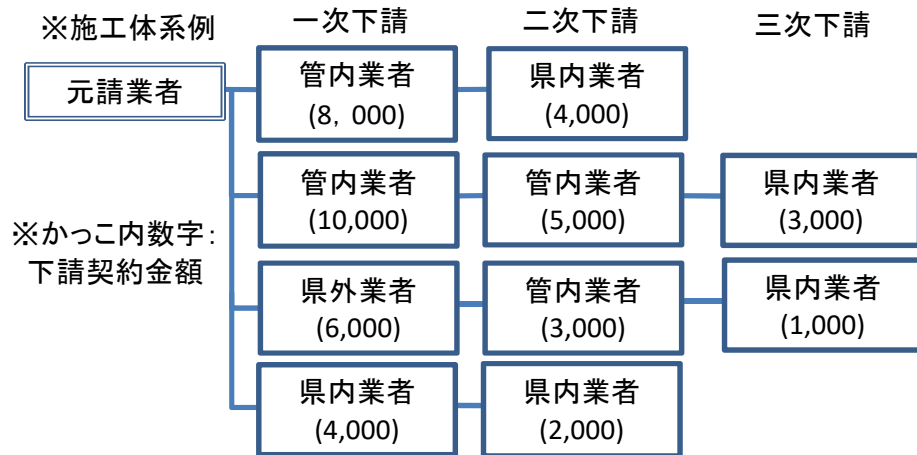 ※施工体系例
一次下請
二次下請
三次下請
元請業者
管内業者
(8，000)
県内業者
(4,000)
管内業者
(10,000)
管内業者
(5,000)
県内業者
(3,000)
※かっこ内数字：
下請契約金額
県外業者
(6,000)
管内業者
(3,000)
県内業者
(1,000)
県内業者
(4,000)
県内業者
(2,000)